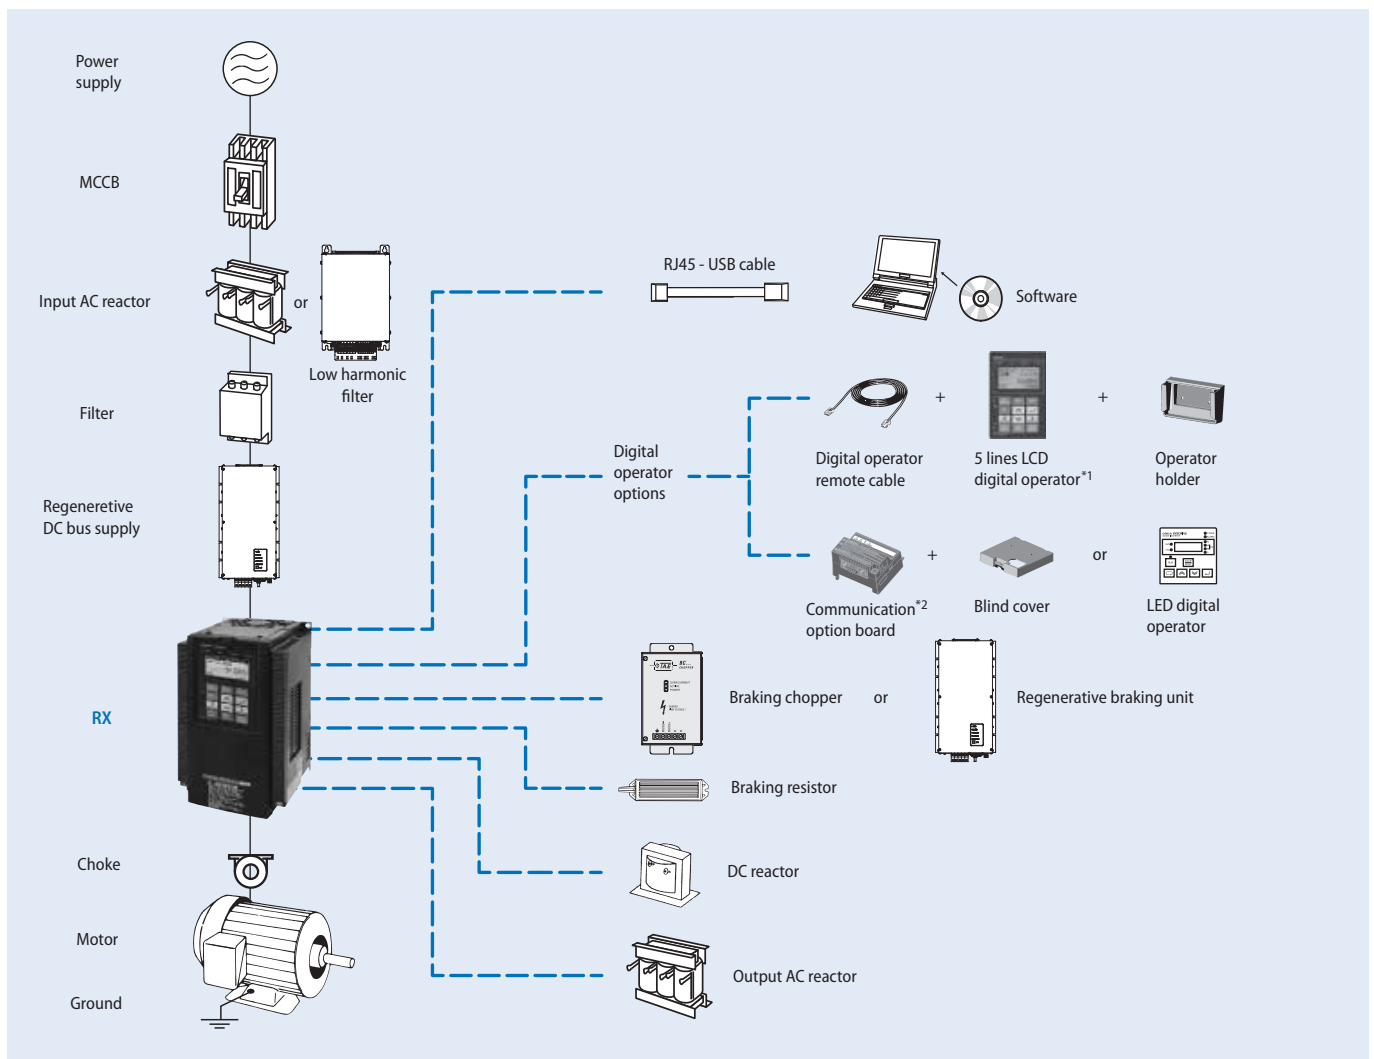 Power
supply
MCCB
Input AC reactor
or
Low harmonic
filter
Filter
Regeneretive
DC bus supply
RX
Choke
Motor
Ground
RJ45 - USB cable
Software
Digital
operator
options
Digital operator
remote cable
+
5 lines LCD
digital operator*1
+
Operator
holder
Communication*2
option board
+
Blind cover
or
LED digital
operator
Braking chopper
or
Regenerative braking unit
Braking resistor
DC reactor
Output AC reactor